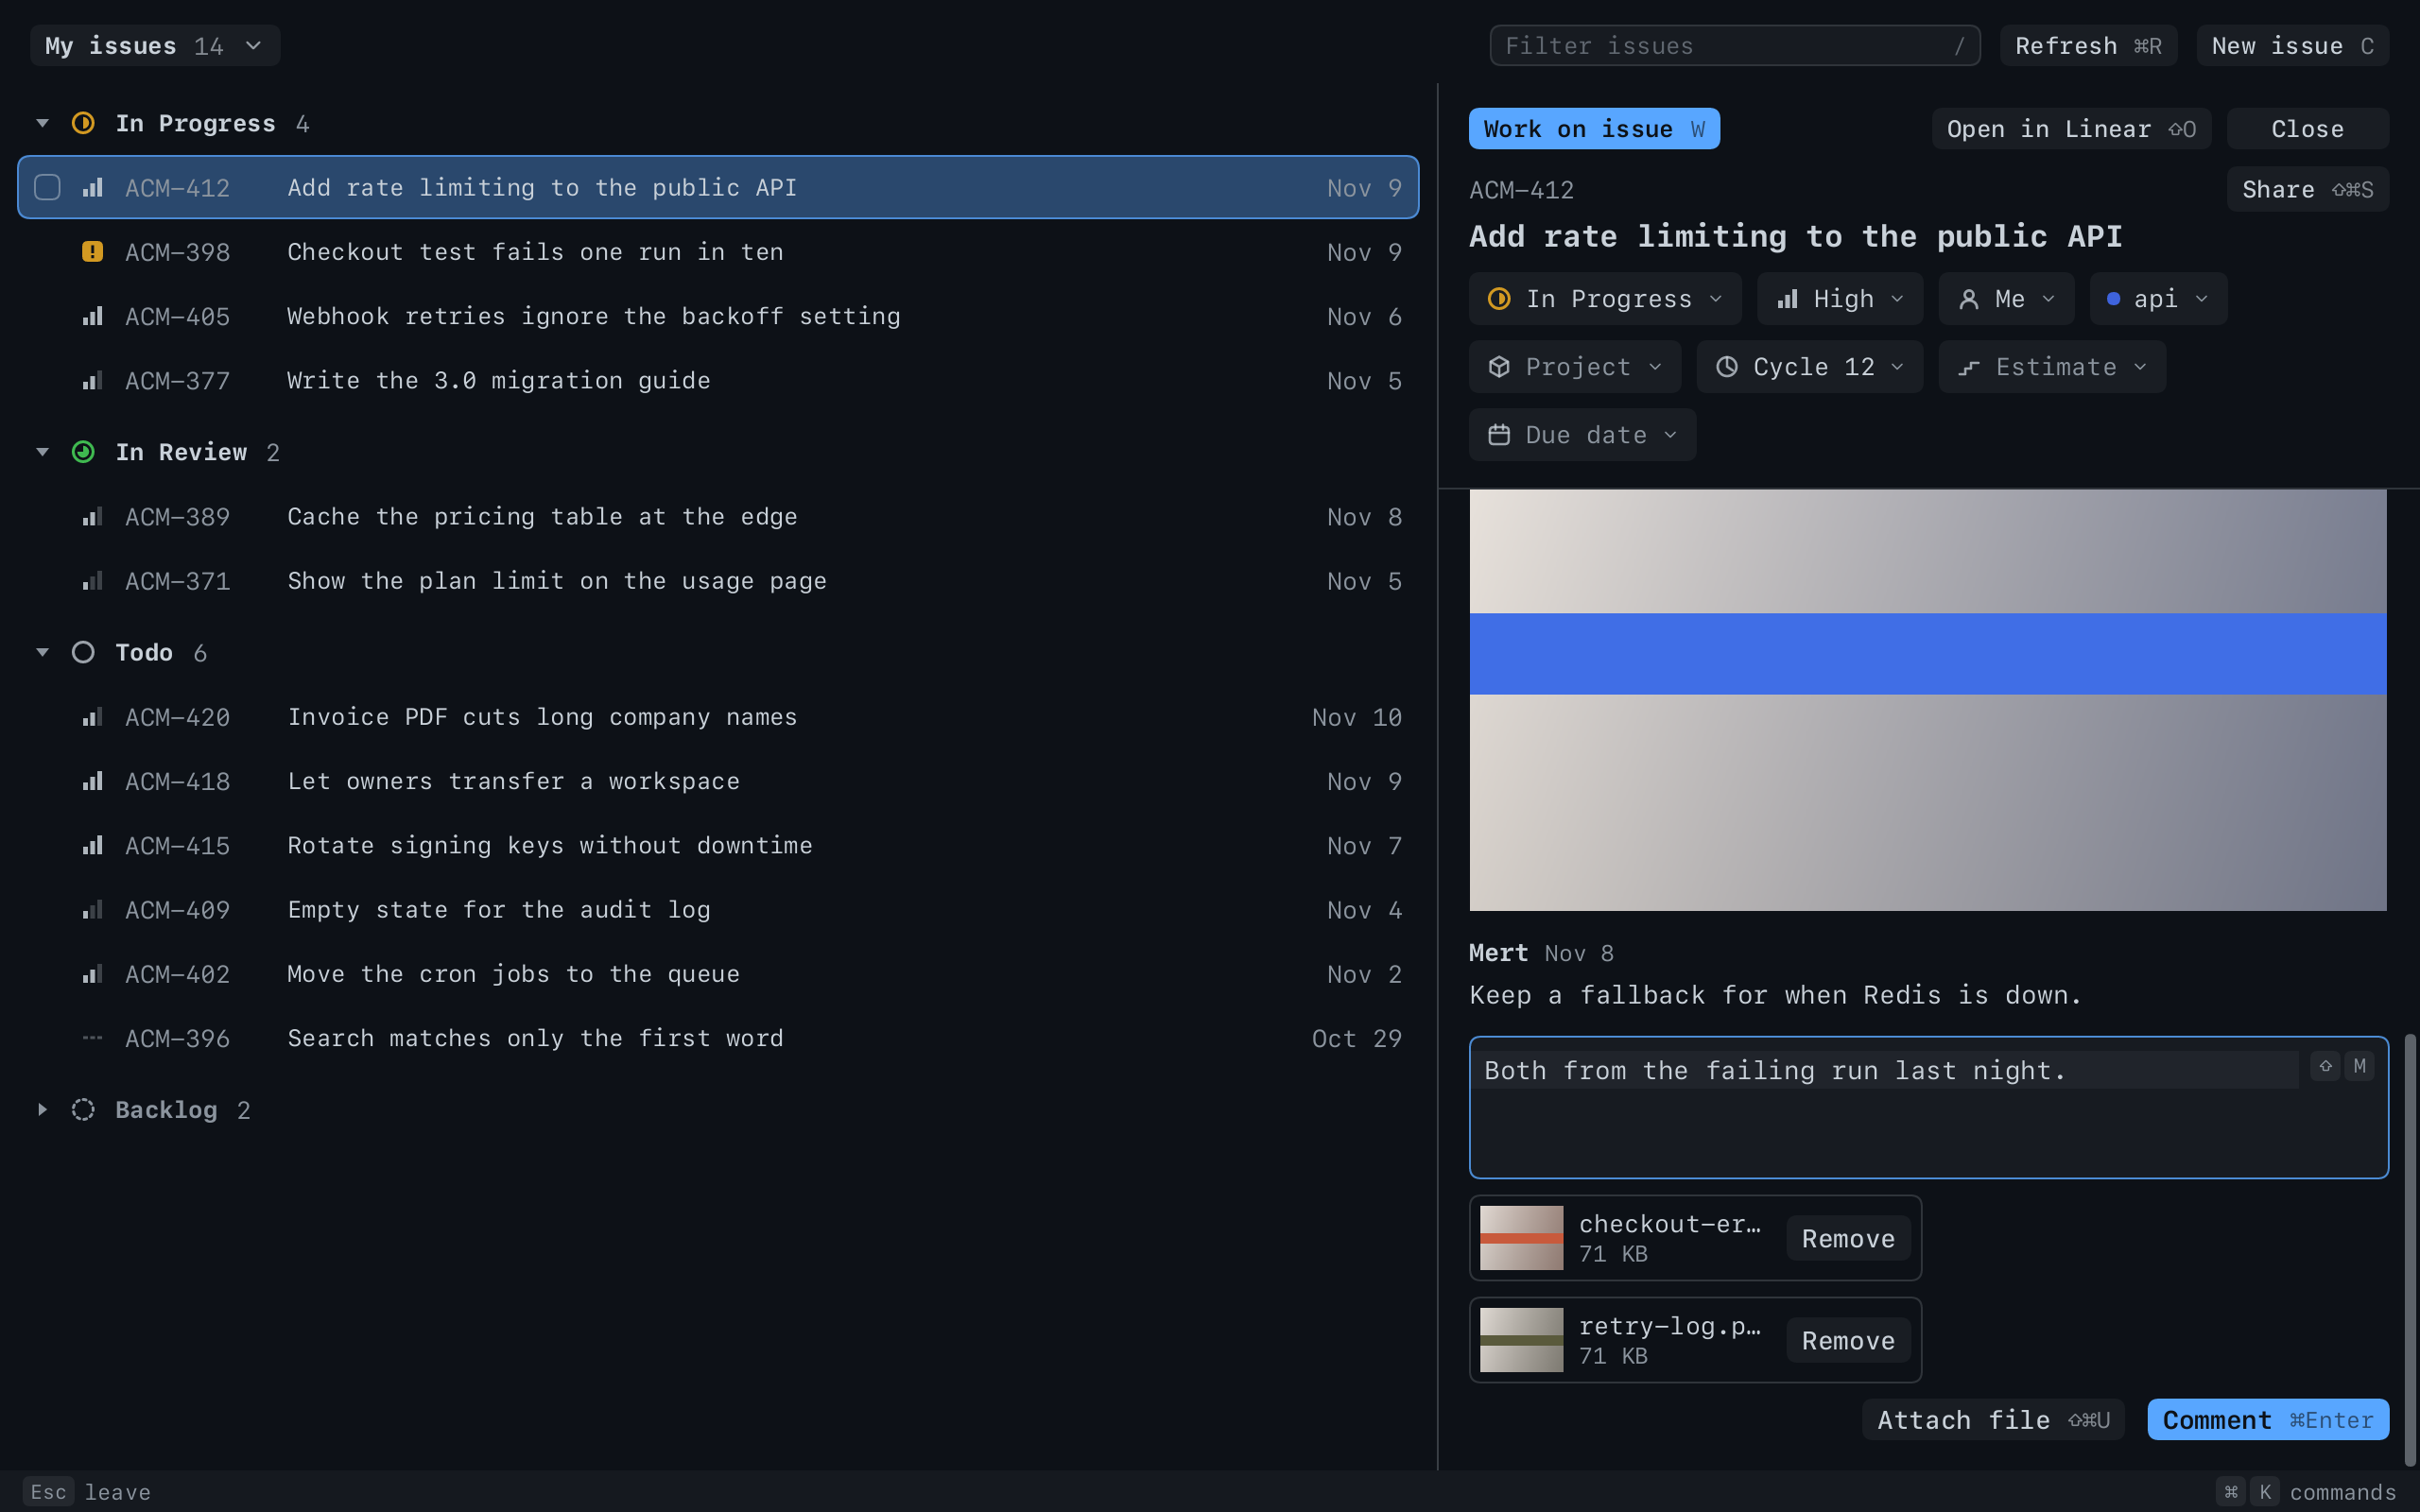 My issues 14
Filter issues /
Refresh ⌘R
New issue C
In Progress 4
ACM-412 Add rate limiting to the public API Nov 9
ACM-398 Checkout test fails one run in ten Nov 9
ACM-405 Webhook retries ignore the backoff setting Nov 6
ACM-377 Write the 3.0 migration guide Nov 5
In Review 2
ACM-389 Cache the pricing table at the edge Nov 8
ACM-371 Show the plan limit on the usage page Nov 5
Todo 6
ACM-420 Invoice PDF cuts long company names Nov 10
ACM-418 Let owners transfer a workspace Nov 9
ACM-415 Rotate signing keys without downtime Nov 7
ACM-409 Empty state for the audit log Nov 4
ACM-402 Move the cron jobs to the queue Nov 2
ACM-396 Search matches only the first word Oct 29
Backlog 2
Work on issue W
Open in Linear ⇧O
Close
ACM-412
Share ⇧⌘S
Add rate limiting to the public API
In Progress High Me api
Project Cycle 12 Estimate
Due date
Mert Nov 8
Keep a fallback for when Redis is down.
Both from the failing run last night. ⇧ M
checkout-er…
71 KB
Remove
retry-log.p…
71 KB
Remove
Attach file ⇧⌘U
Comment ⌘Enter
Esc leave
⌘ K commands